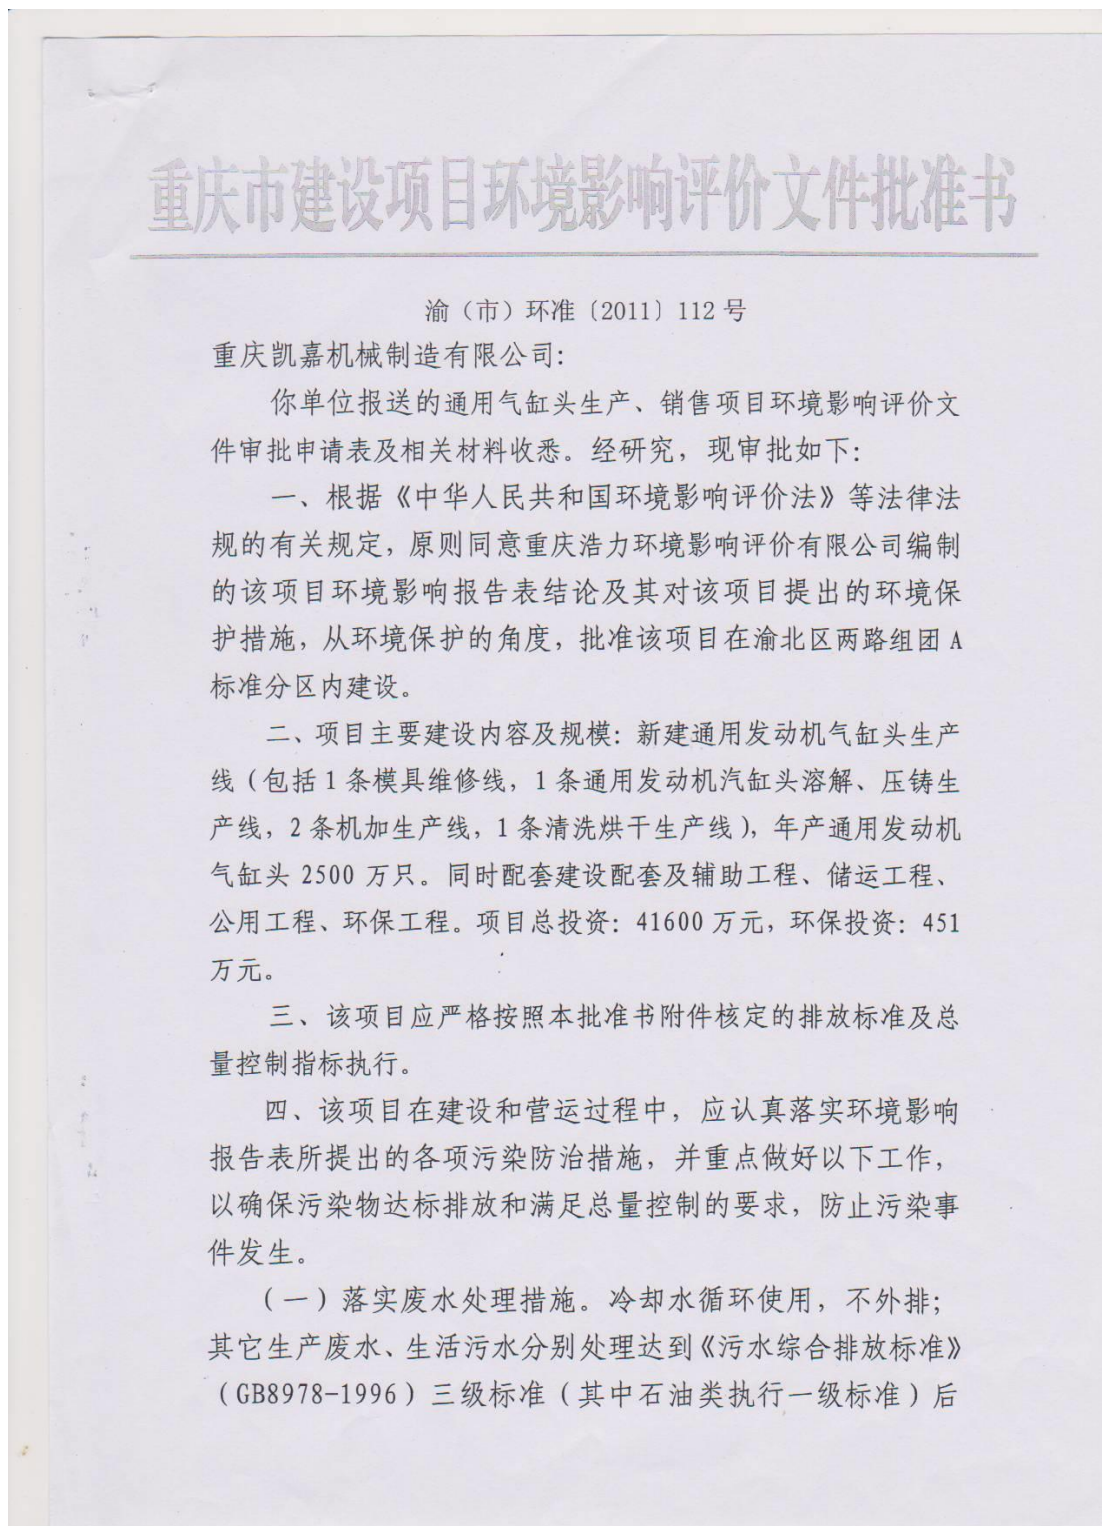 重庆市建设项目环境影响评价文件批准书
渝（市）环准〔2011〕112号
重庆凯嘉机械制造有限公司：
你单位报送的通用气缸头生产、销售项目环境影响评价文
件审批申请表及相关材料收悉。经研究，现审批如下：
一、根据《中华人民共和国环境影响评价法》等法律法
规的有关规定，原则同意重庆浩力环境影响评价有限公司编制
的该项目环境影响报告表结论及其对该项目提出的环境保
护措施，从环境保护的角度，批准该项目在渝北区两路组团A
标准分区内建设。
二、项目主要建设内容及规模：新建通用发动机气缸头生产
线（包括1条模具维修线，1条通用发动机汽缸头溶解、压铸生
产线，2条机加生产线，1条清洗烘干生产线），年产通用发动机
气缸头2500万只。同时配套建设配套及辅助工程、储运工程、
公用工程、环保工程。项目总投资：41600万元，环保投资：451
万元。
三、该项目应严格按照本批准书附件核定的排放标准及总
量控制指标执行。
四、该项目在建设和营运过程中，应认真落实环境影响
报告表所提出的各项污染防治措施，并重点做好以下工作，
以确保污染物达标排放和满足总量控制的要求，防止污染事
件发生。
（一）落实废水处理措施。冷却水循环使用，不外排；
其它生产废水、生活污水分别处理达到《污水综合排放标准》
（GB8978-1996）三级标准（其中石油类执行一级标准）后